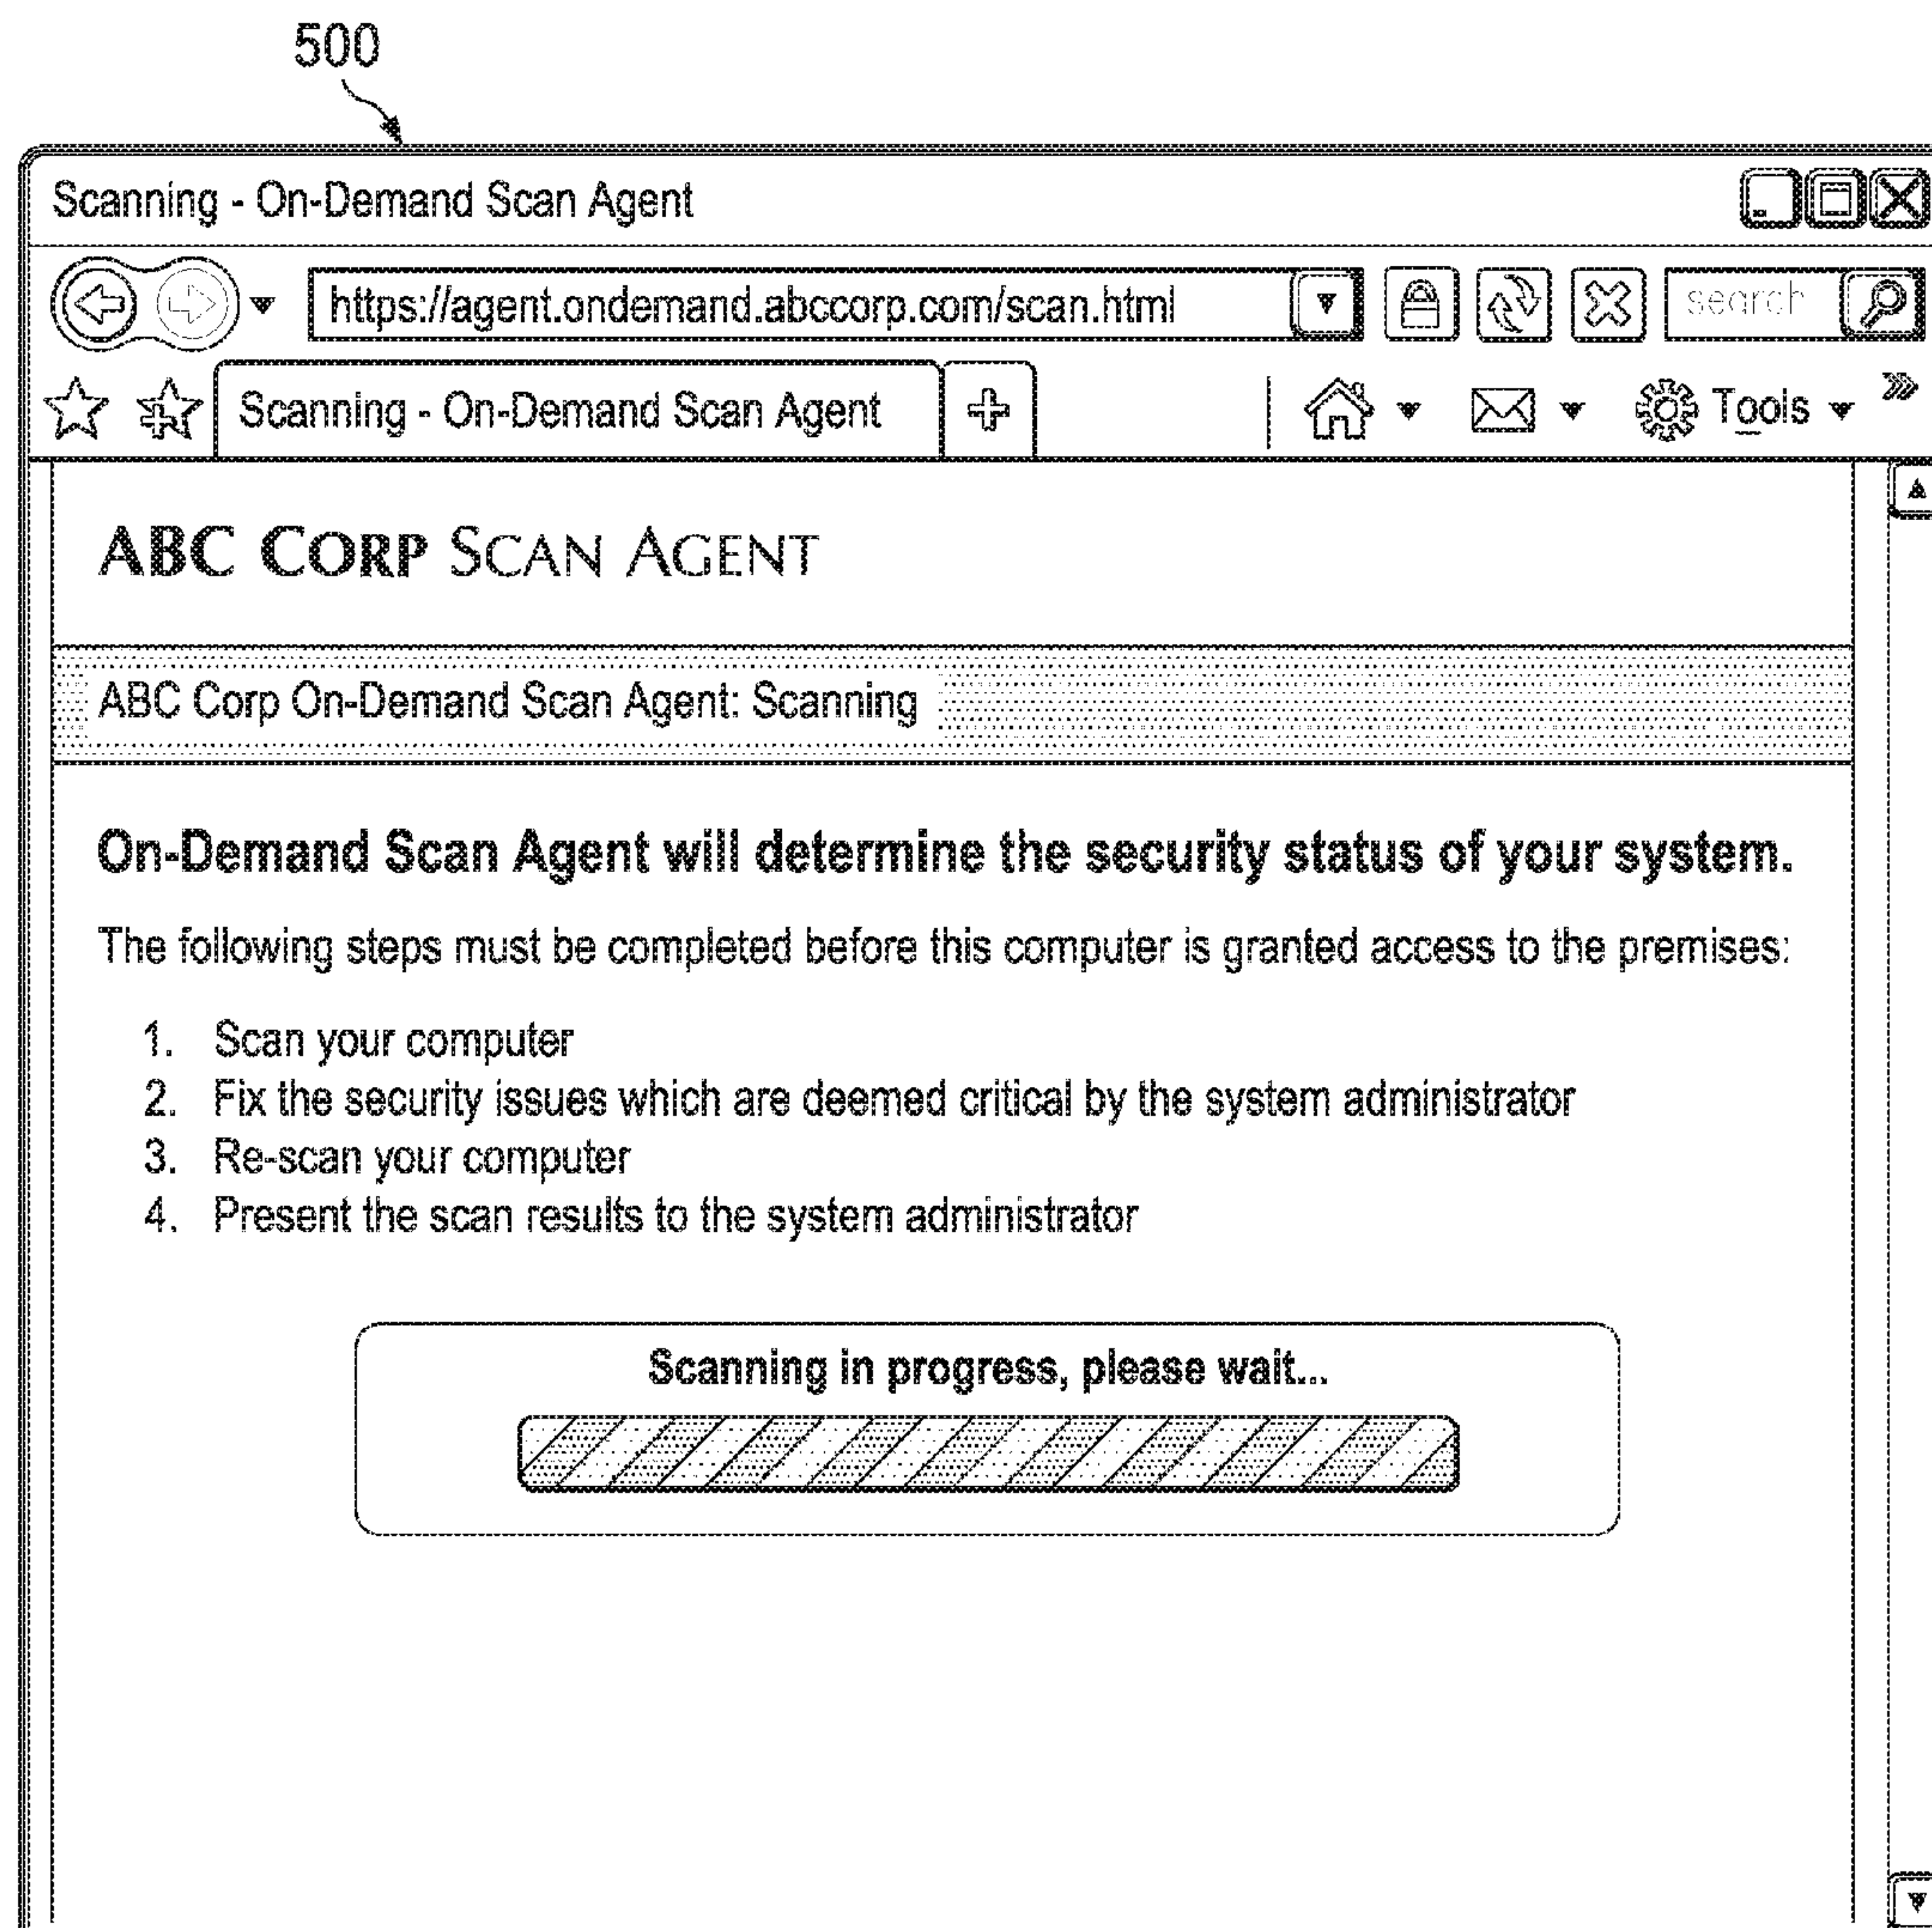 500
Scanning - On-Demand Scan Agent
https://agent.ondemand.abccorp.com/scan.html
search
Scanning - On-Demand Scan Agent
Tools
ABC CORP SCAN AGENT
ABC Corp On-Demand Scan Agent: Scanning
On-Demand Scan Agent will determine the security status of your system.
The following steps must be completed before this computer is granted access to the premises:
1. Scan your computer
2. Fix the security issues which are deemed critical by the system administrator
3. Re-scan your computer
4. Present the scan results to the system administrator
Scanning in progress, please wait...